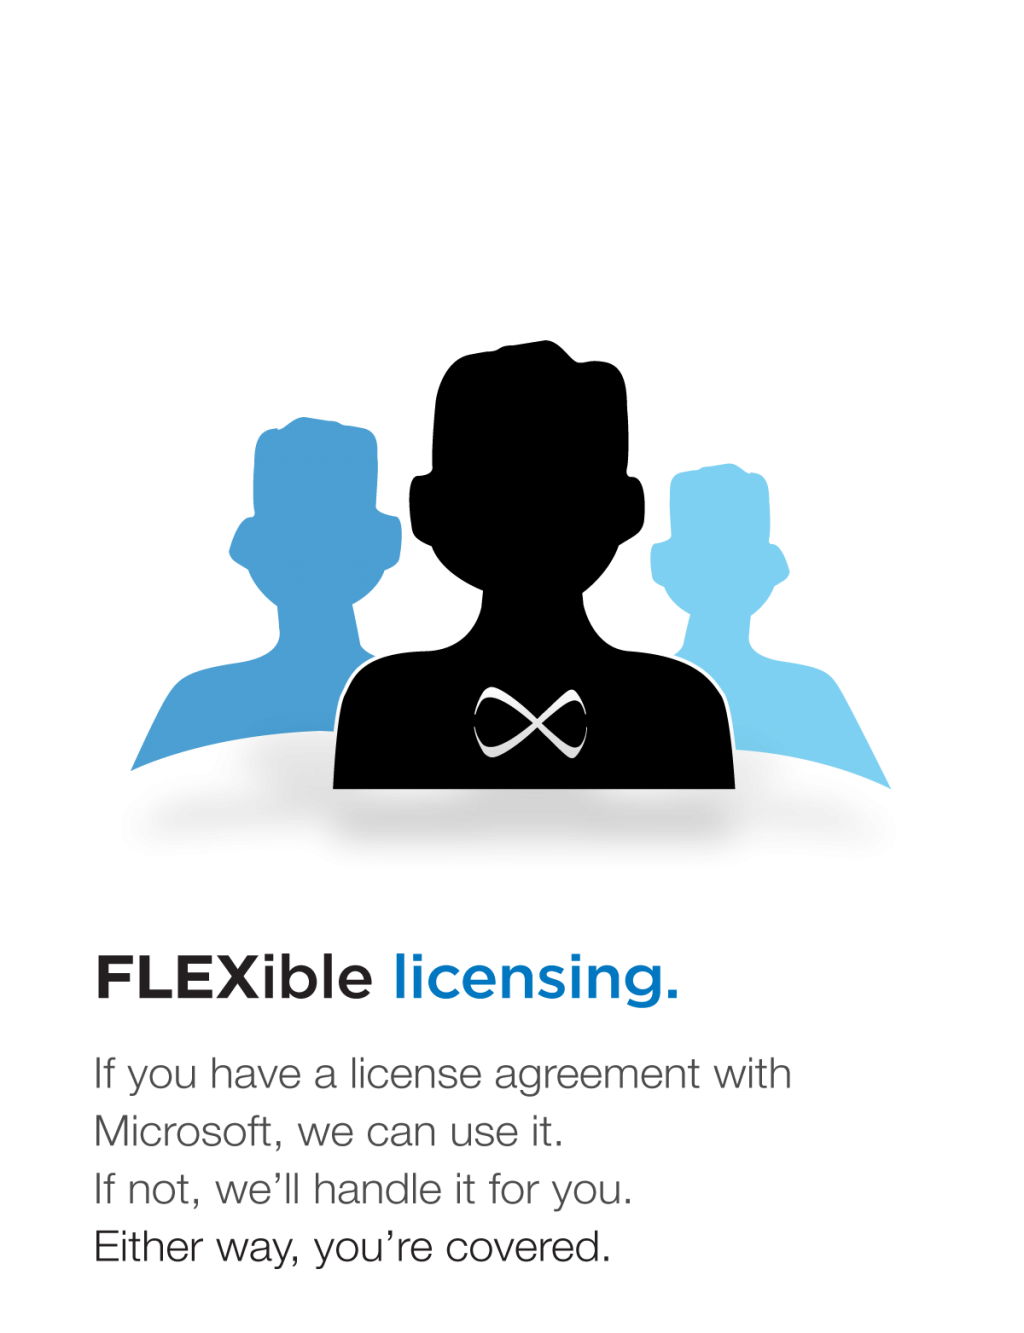 FLEXible licensing.
If you have a license agreement with
Microsoft, we can use it.
If not, we’ll handle it for you.
Either way, you’re covered.